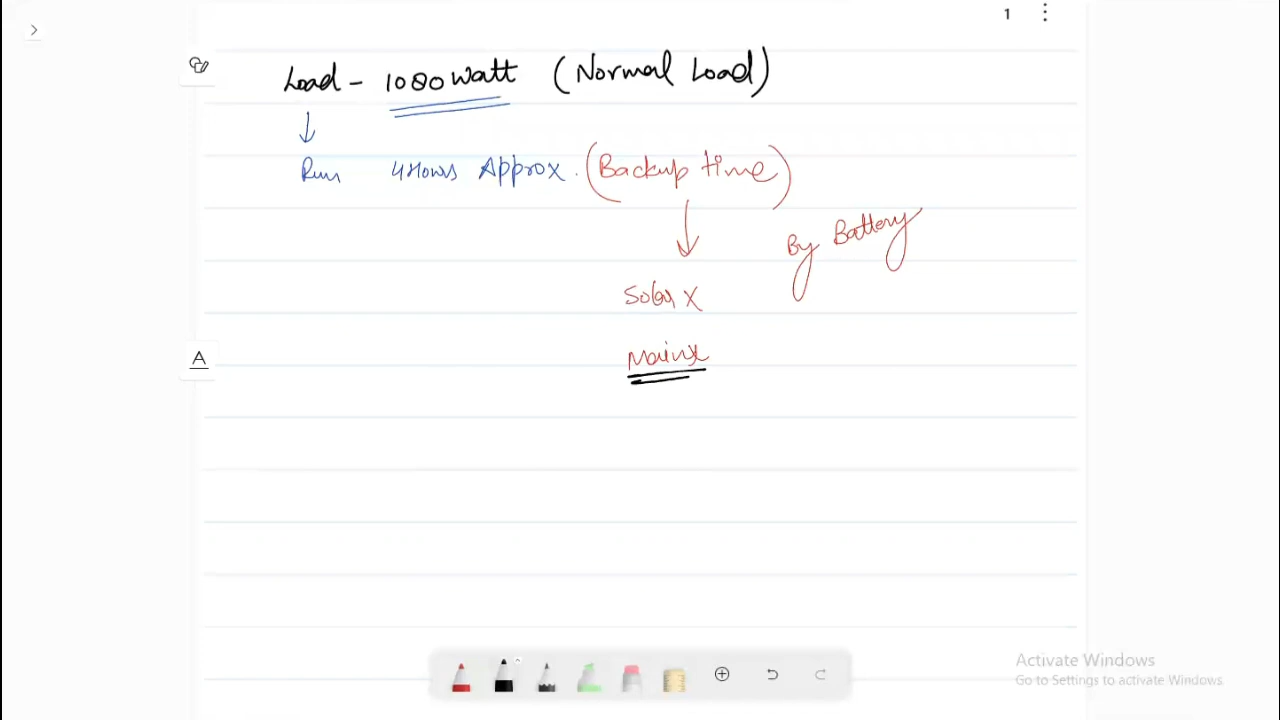 1
Load - 1000 watt (Normal Load)
Run 4 Hours Approx. (Backup time)
By Battery
Solar X
Main X
A
Activate Windows
Go to Settings to activate Windows.